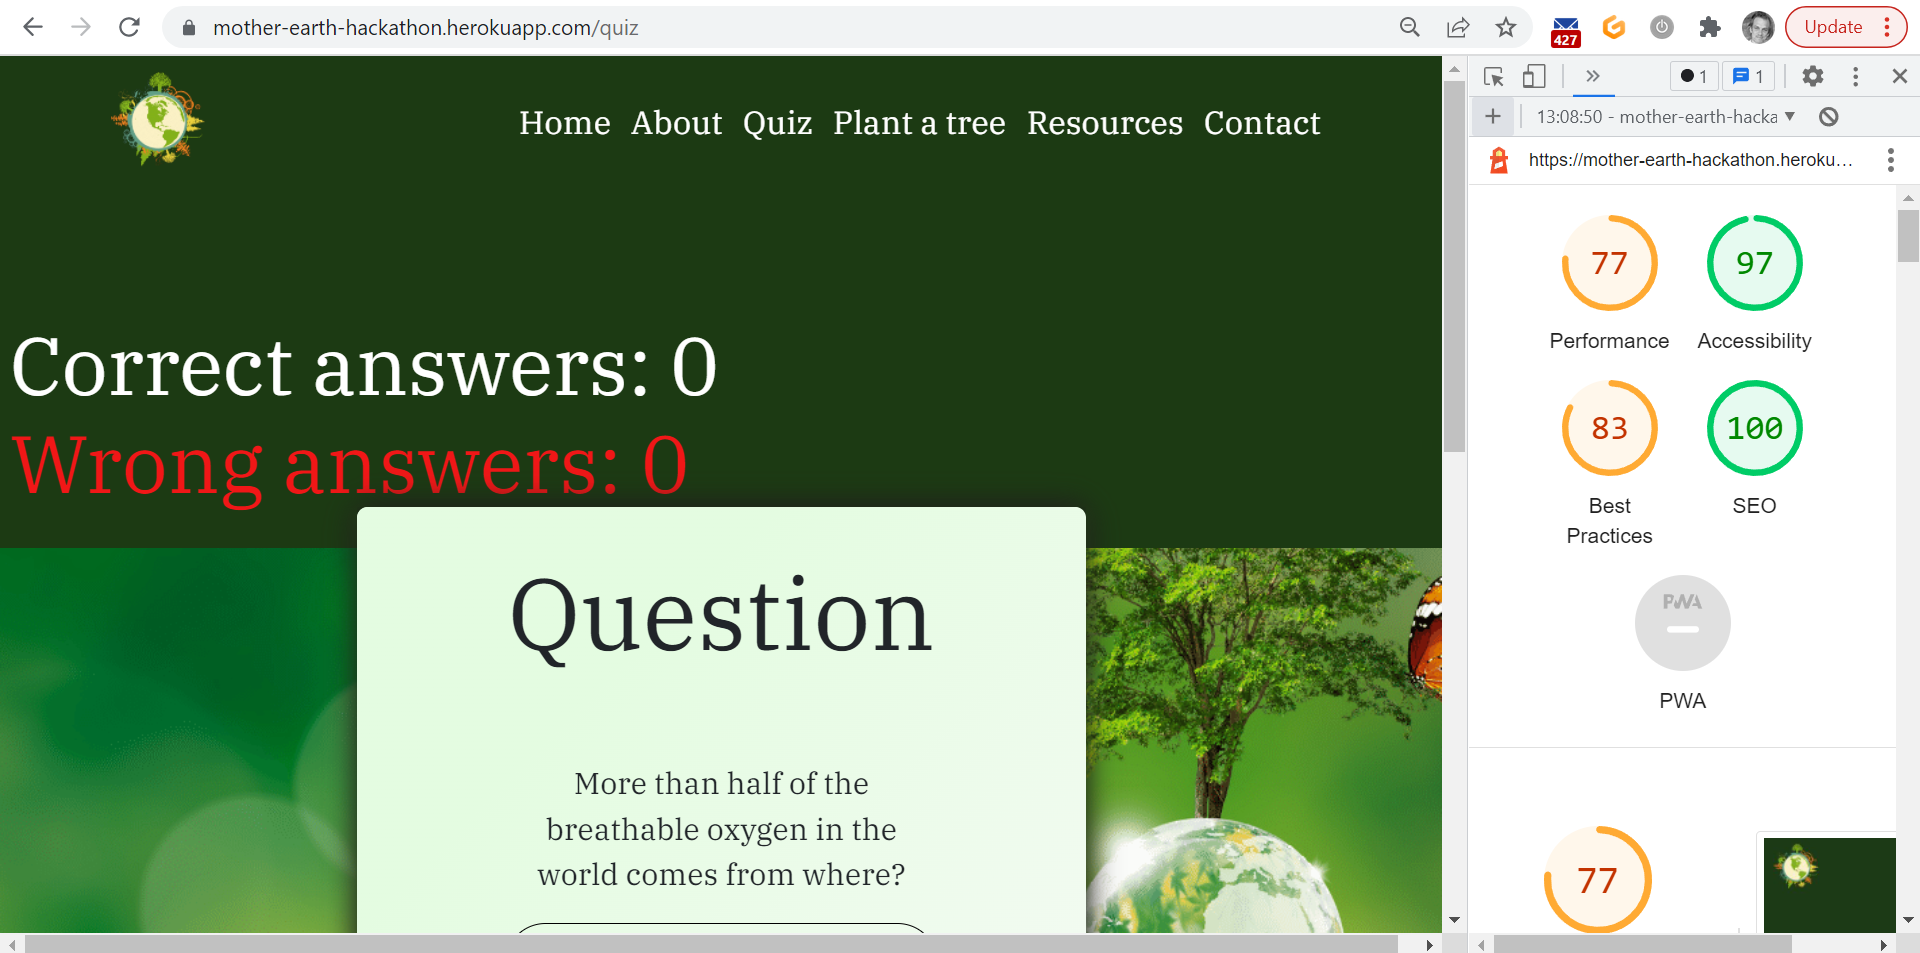 mother-earth-hackathon.herokuapp.com/quiz
427
Update
Home About Quiz Plant a tree Resources Contact
Correct answers: 0
Wrong answers: 0
Question
More than half of the
breathable oxygen in the
world comes from where?
1 1
13:08:50 - mother-earth-hacka
https://mother-earth-hackathon.heroku…
77
Performance
97
Accessibility
83
Best
Practices
100
SEO
PWA
PWA
77